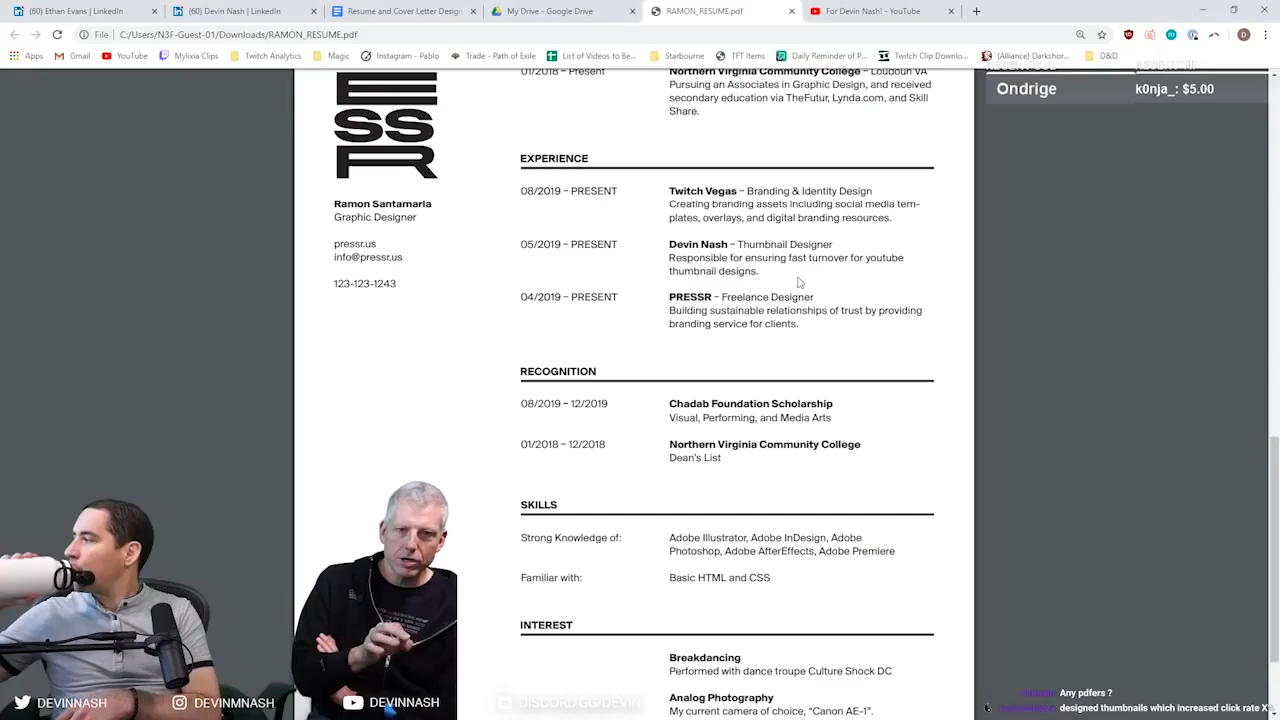 (60) Ethan Evans | LinkedIn
(60) Devin Nash | LinkedIn
Resume and Cover Letter Design
My Drive - Google Drive
RAMON_RESUME.pdf
For Devin Nash! - YouTube
File | C:/Users/N3F-Guest-01/Downloads/RAMON_RESUME.pdf
Apps
Gmail
YouTube
Twitch Analytics
Magic
Instagram - Pablo
Trade - Path of Exile
List of Videos to Be...
Starbourne
TFT Items
Daily Reminder of P...
Mylixia Clips
Twitch Clip Downlo...
(Alliance) Darkshor...
D&D
E
SS
R
Ramon Santamaria
Graphic Designer
pressr.us
info@pressr.us
123-123-1243
01/2018 – Present
Northern Virginia Community College – Loudoun VA
Pursuing an Associates in Graphic Design, and received
secondary education via TheFutur, Lynda.com, and Skill
Share.
EXPERIENCE
08/2019 – PRESENT
Twitch Vegas – Branding & Identity Design
Creating branding assets including social media tem-
plates, overlays, and digital branding resources.
05/2019 – PRESENT
Devin Nash – Thumbnail Designer
Responsible for ensuring fast turnover for youtube
thumbnail designs.
04/2019 – PRESENT
PRESSR – Freelance Designer
Building sustainable relationships of trust by providing
branding service for clients.
RECOGNITION
08/2019 – 12/2019
Chadab Foundation Scholarship
Visual, Performing, and Media Arts
01/2018 – 12/2018
Northern Virginia Community College
Dean's List
SKILLS
Strong Knowledge of:
Adobe Illustrator, Adobe InDesign, Adobe
Photoshop, Adobe AfterEffects, Adobe Premiere
Familiar with:
Basic HTML and CSS
INTEREST
Breakdancing
Performed with dance troupe Culture Shock DC
Analog Photography
My current camera of choice, “Canon AE-1”.
Ondrige
k0nja_: $5.00
Any pdfers ?
designed thumbnails which increased click rate X
DEVINNASH
DEVINNNASH
DEVINNASH
DISCORD.GG/DEVIN